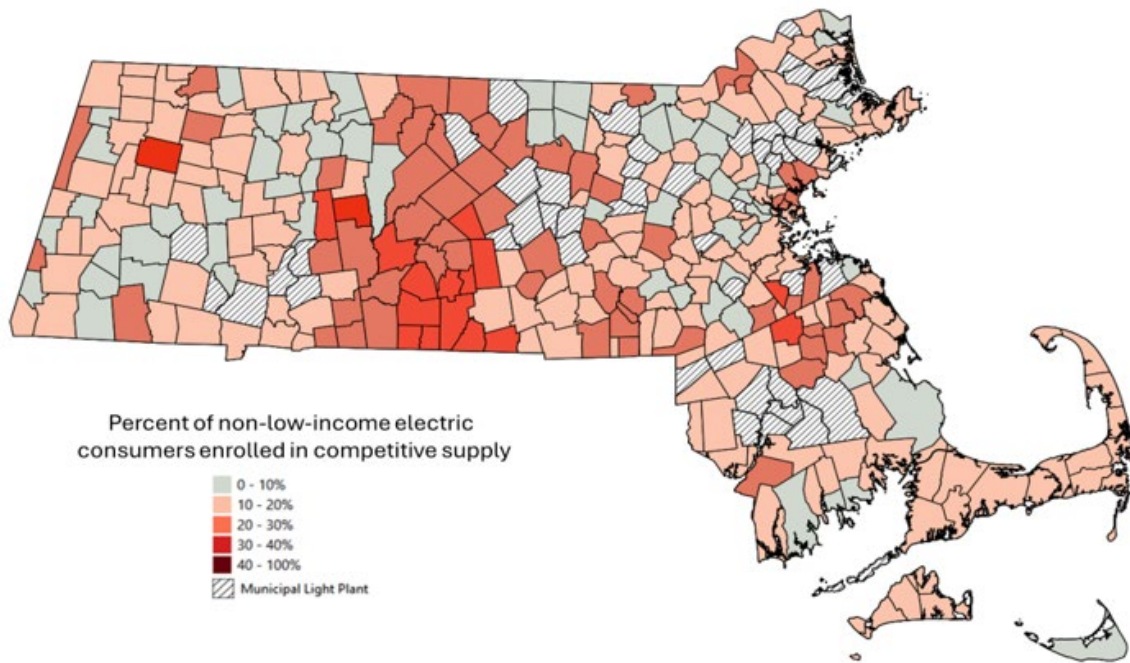 Percent of non-low-income electric
consumers enrolled in competitive supply
0 - 10%
10 - 20%
20 - 30%
30 - 40%
40 - 100%
Municipal Light Plant